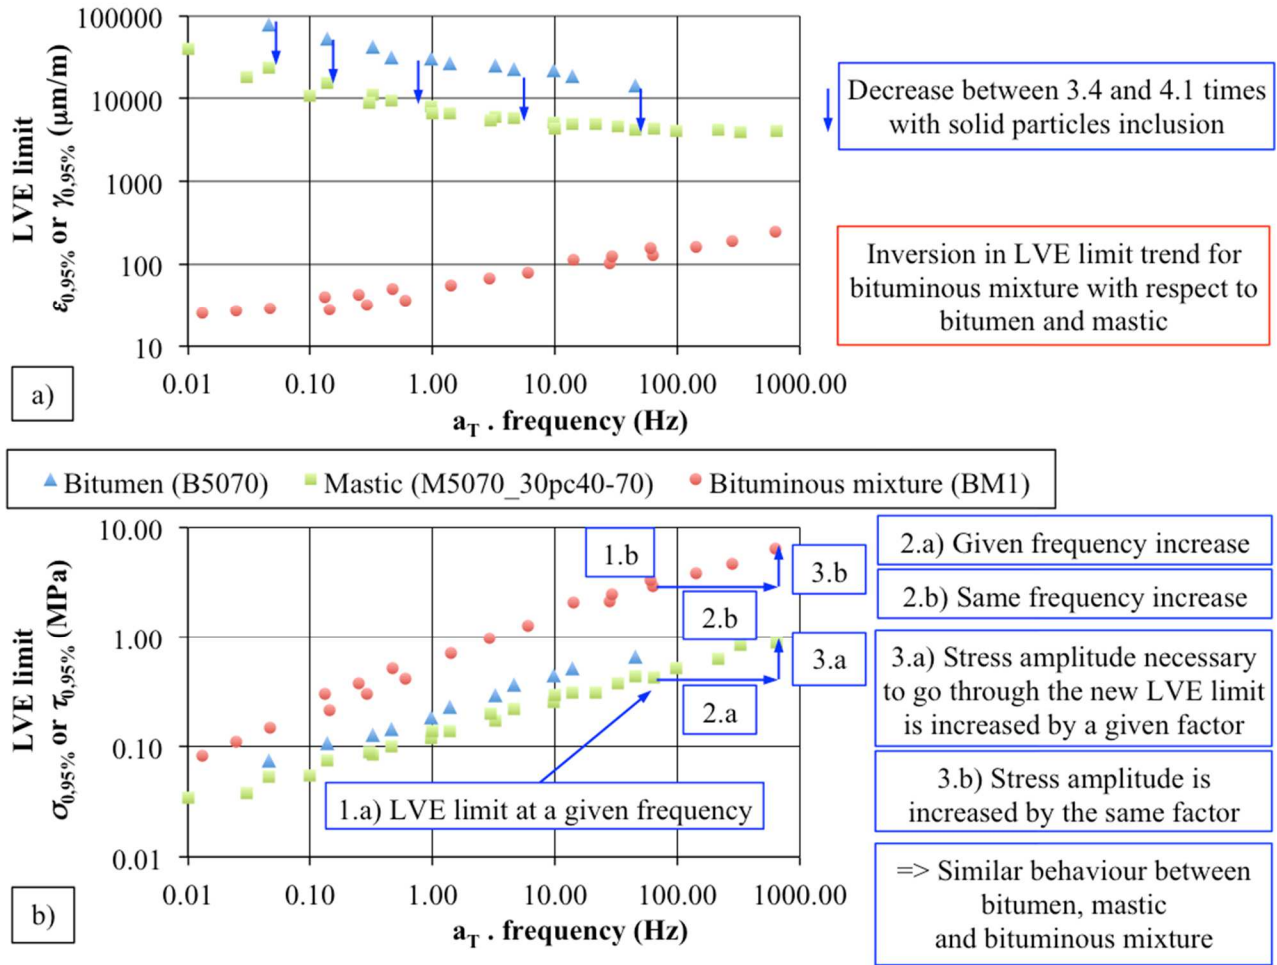 100000
10000
1000
100
10
LVE limit
ε0,95% or γ0,95% (μm/m)
0.01 0.10 1.00 10.00 100.00 1000.00
aT . frequency (Hz)
a)
Decrease between 3.4 and 4.1 times
with solid particles inclusion
Inversion in LVE limit trend for
bituminous mixture with respect to
bitumen and mastic
Bitumen (B5070) Mastic (M5070_30pc40-70) Bituminous mixture (BM1)
10.00
1.00
0.10
0.01
LVE limit
σ0,95% or τ0,95% (MPa)
1.b
2.b
3.b
3.a
2.a
1.a) LVE limit at a given frequency
0.01 0.10 1.00 10.00 100.00 1000.00
aT . frequency (Hz)
b)
2.a) Given frequency increase
2.b) Same frequency increase
3.a) Stress amplitude necessary
to go through the new LVE limit
is increased by a given factor
3.b) Stress amplitude is
increased by the same factor
=> Similar behaviour between
bitumen, mastic
and bituminous mixture